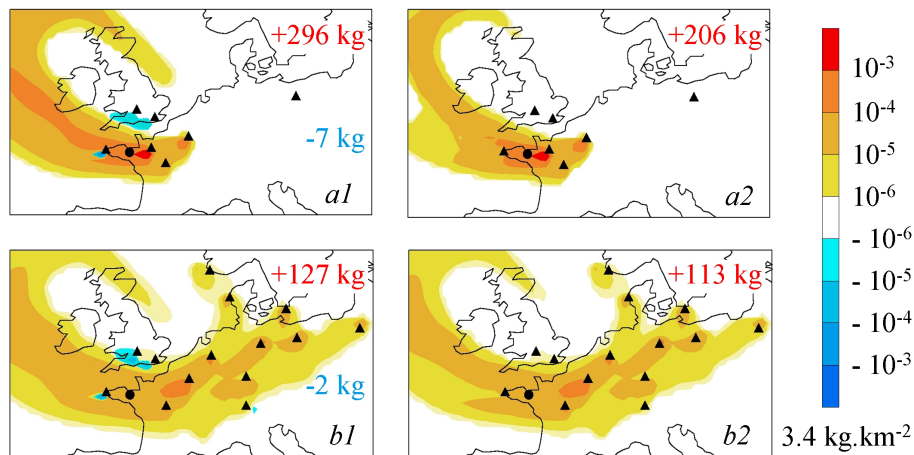 +296 kg
-7 kg
a1
+206 kg
a2
+127 kg
-2 kg
b1
+113 kg
b2
10⁻³
10⁻⁴
10⁻⁵
10⁻⁶
- 10⁻⁶
- 10⁻⁵
- 10⁻⁴
- 10⁻³
3.4 kg.km⁻²